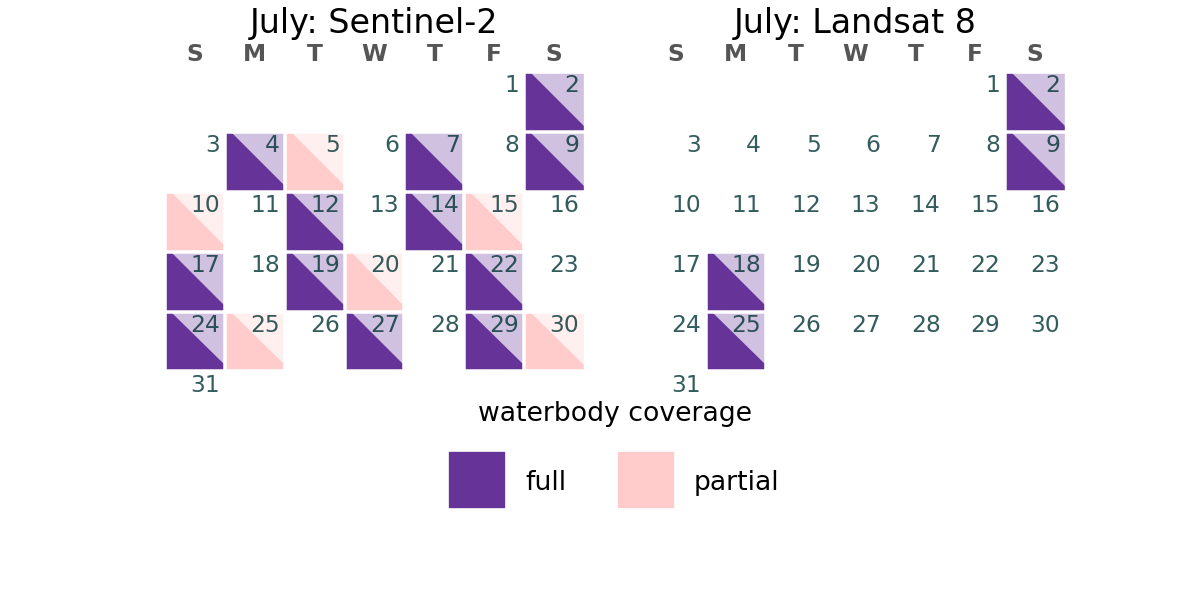 July: Sentinel-2
S M T W T F S
1 2
3 4 5 6 7 8 9
10 11 12 13 14 15 16
17 18 19 20 21 22 23
24 25 26 27 28 29 30
31
July: Landsat 8
S M T W T F S
1 2
3 4 5 6 7 8 9
10 11 12 13 14 15 16
17 18 19 20 21 22 23
24 25 26 27 28 29 30
31
waterbody coverage
full
partial